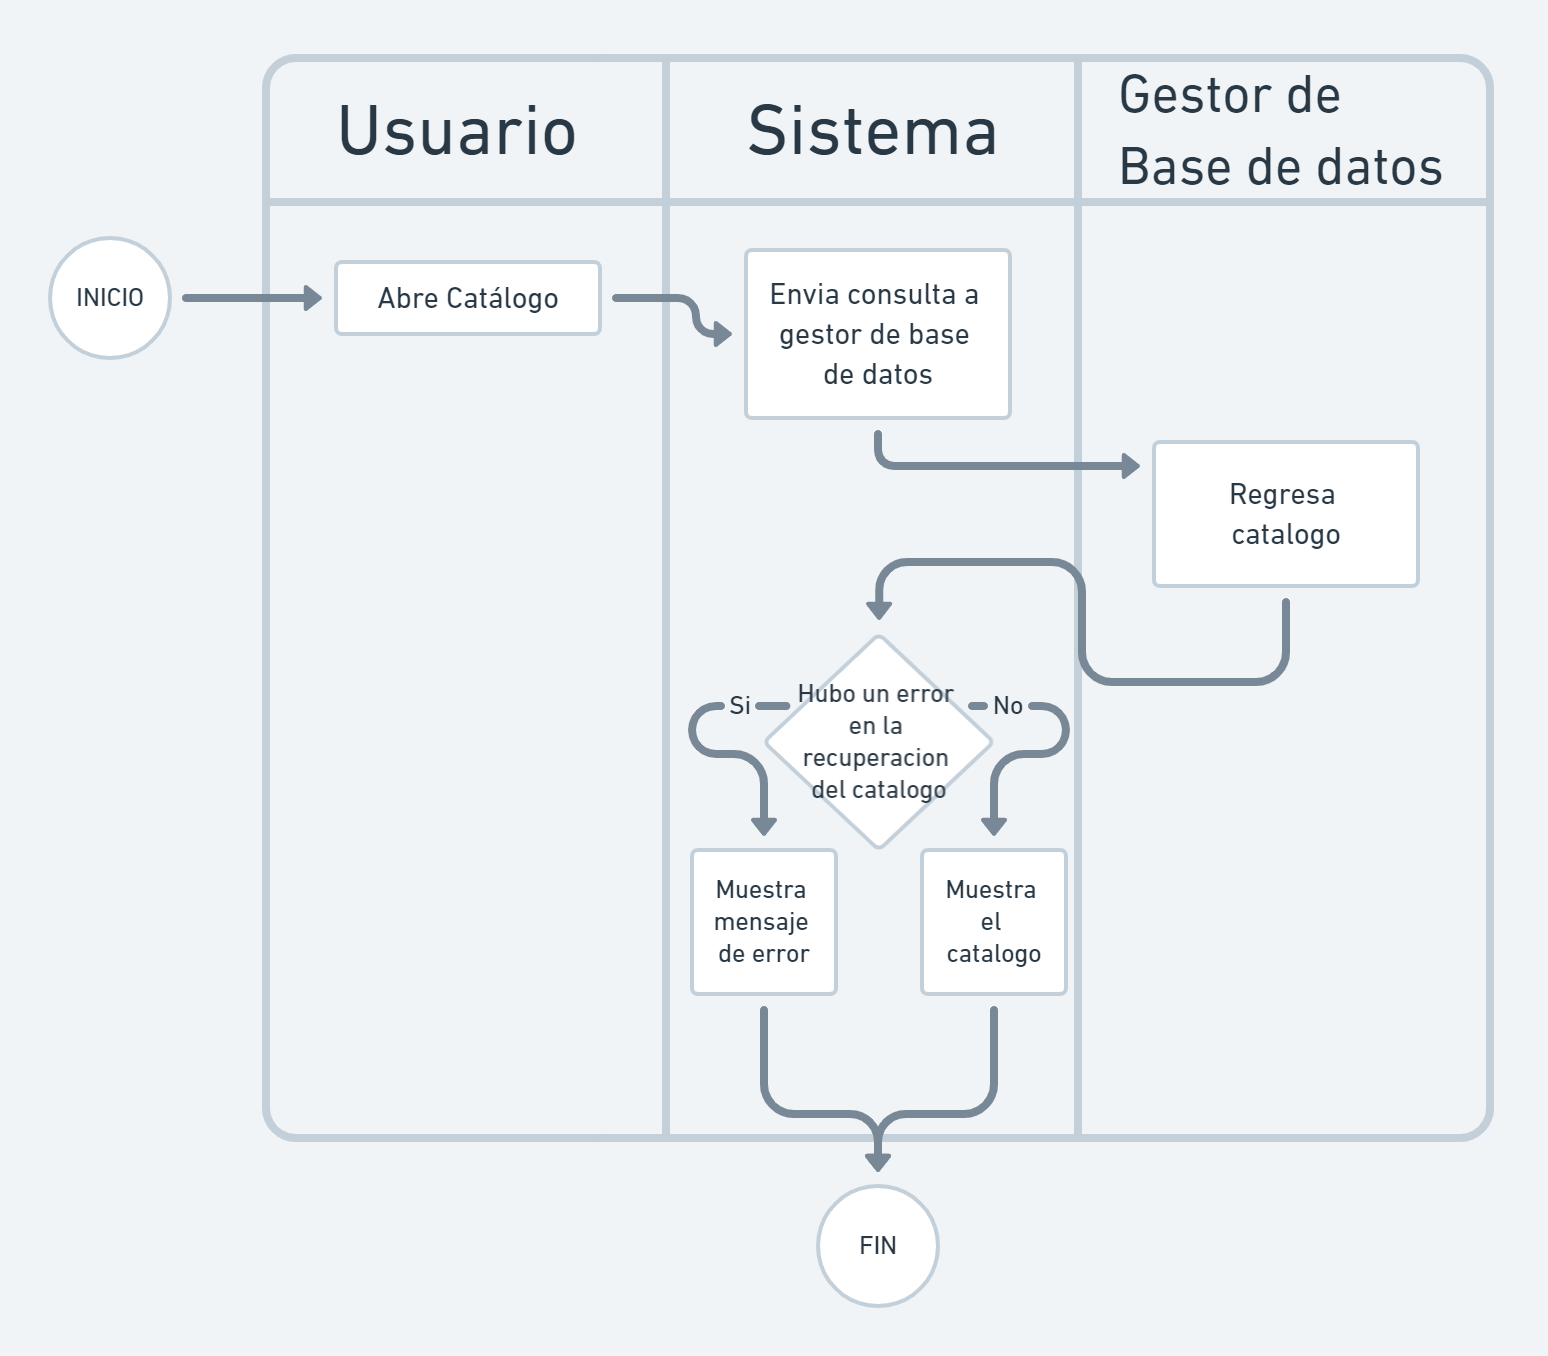 Usuario
Sistema
Gestor de
Base de datos
INICIO
Abre Catálogo
Envia consulta a
gestor de base
de datos
Regresa
catalogo
Si
Hubo un error
en la
recuperacion
del catalogo
No
Muestra
mensaje
de error
Muestra
el
catalogo
FIN